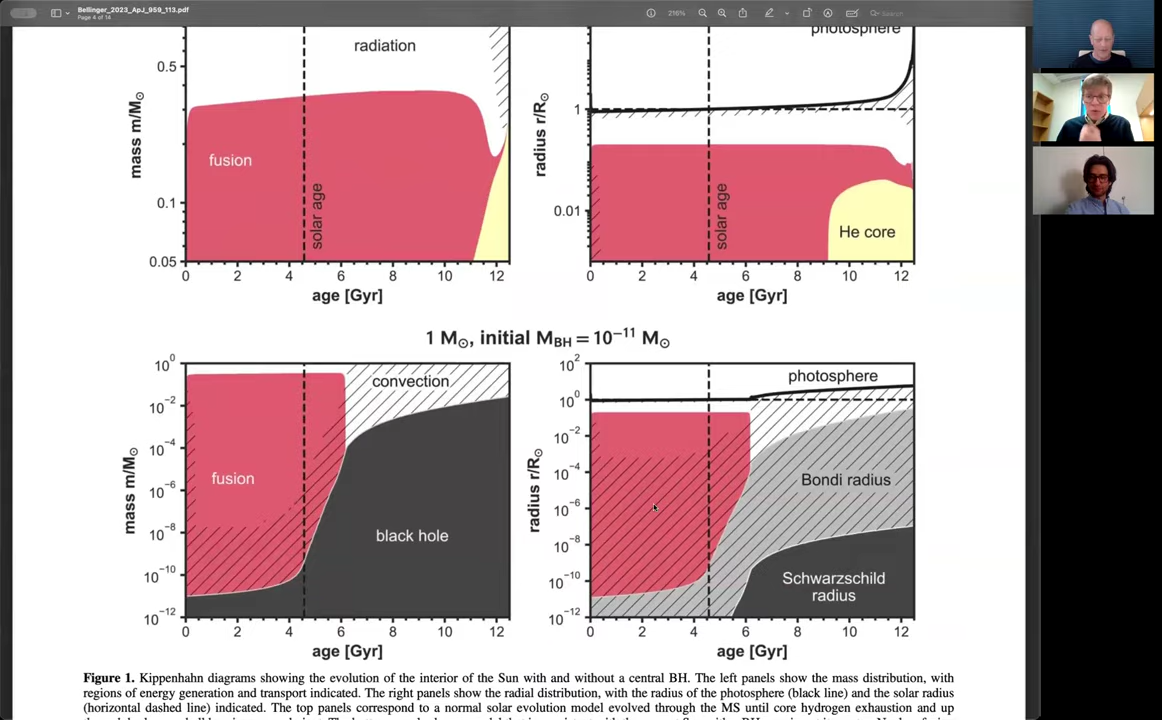 Bellinger_2023_ApJ_959_113.pdf
Page 4 of 14
216%
Search
radiation
photosphere
0.5
mass m/M⊙
fusion
solar age
0.1
0.05
0 2 4 6 8 10 12
age [Gyr]
radius r/R⊙
1
solar age
0.01
He core
0 2 4 6 8 10 12
age [Gyr]
1 M⊙, initial M_BH = 10⁻¹¹ M⊙
10⁰
10⁻²
10⁻⁴
10⁻⁶
10⁻⁸
10⁻¹⁰
10⁻¹²
mass m/M⊙
convection
fusion
black hole
0 2 4 6 8 10 12
age [Gyr]
10²
10⁰
10⁻²
10⁻⁴
10⁻⁶
10⁻⁸
10⁻¹⁰
10⁻¹²
radius r/R⊙
photosphere
Bondi radius
Schwarzschild
radius
0 2 4 6 8 10 12
age [Gyr]
Figure 1. Kippenhahn diagrams showing the evolution of the interior of the Sun with and without a central BH. The left panels show the mass distribution, with
regions of energy generation and transport indicated. The right panels show the radial distribution, with the radius of the photosphere (black line) and the solar radius
(horizontal dashed line) indicated. The top panels correspond to a normal solar evolution model evolved through the MS until core hydrogen exhaustion and up